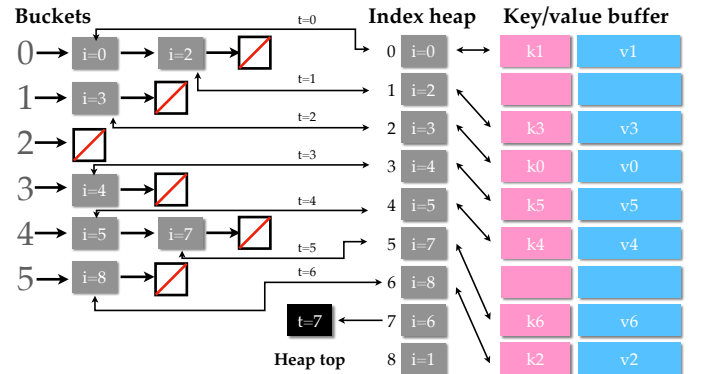 Buckets t=0 Index heap Key/value buffer
0 i=0 i=2 0 i=0 k1 v1
t=1
1 i=3 1 i=2
t=2
2 2 i=3 k3 v3
t=3
3 i=4 3 i=4 k0 v0
t=4
4 i=5 i=7 4 i=5 k5 v5
t=5
5 i=7 k4 v4
t=6
5 i=8 6 i=8
t=7 7 i=6 k6 v6
Heap top 8 i=1 k2 v2